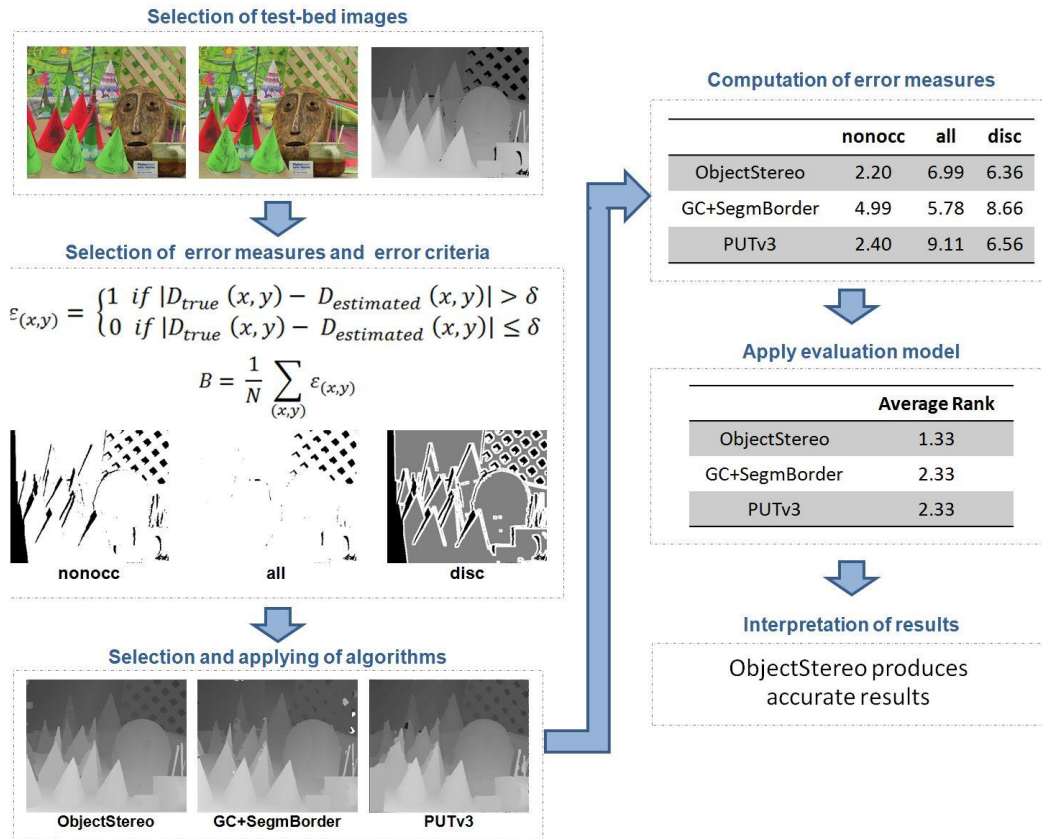 Selection of test-bed images
Selection of error measures and error criteria
ε(x,y) = {1 if |D_true (x,y) − D_estimated (x,y)| > δ
0 if |D_true (x,y) − D_estimated (x,y)| ≤ δ
B = 1/N ∑(x,y) ε(x,y)
nonocc all disc
Selection and applying of algorithms
ObjectStereo GC+SegmBorder PUTv3
Computation of error measures
nonocc all disc
ObjectStereo 2.20 6.99 6.36
GC+SegmBorder 4.99 5.78 8.66
PUTv3 2.40 9.11 6.56
Apply evaluation model
Average Rank
ObjectStereo 1.33
GC+SegmBorder 2.33
PUTv3 2.33
Interpretation of results
ObjectStereo produces
accurate results